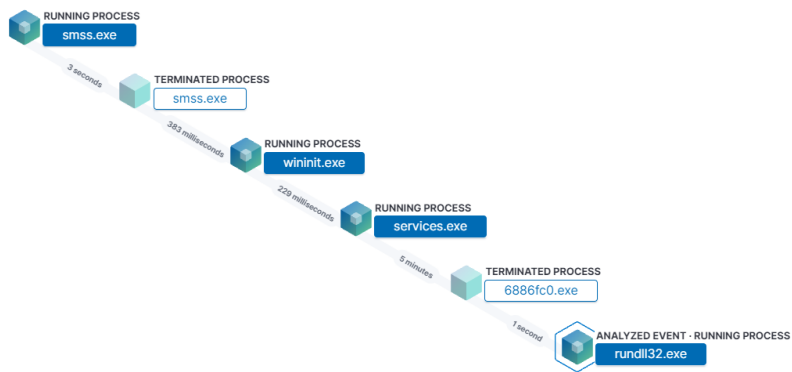 RUNNING PROCESS
smss.exe
3 seconds
TERMINATED PROCESS
smss.exe
383 milliseconds
RUNNING PROCESS
wininit.exe
229 milliseconds
RUNNING PROCESS
services.exe
5 minutes
TERMINATED PROCESS
6886fc0.exe
1 second
ANALYZED EVENT · RUNNING PROCESS
rundll32.exe